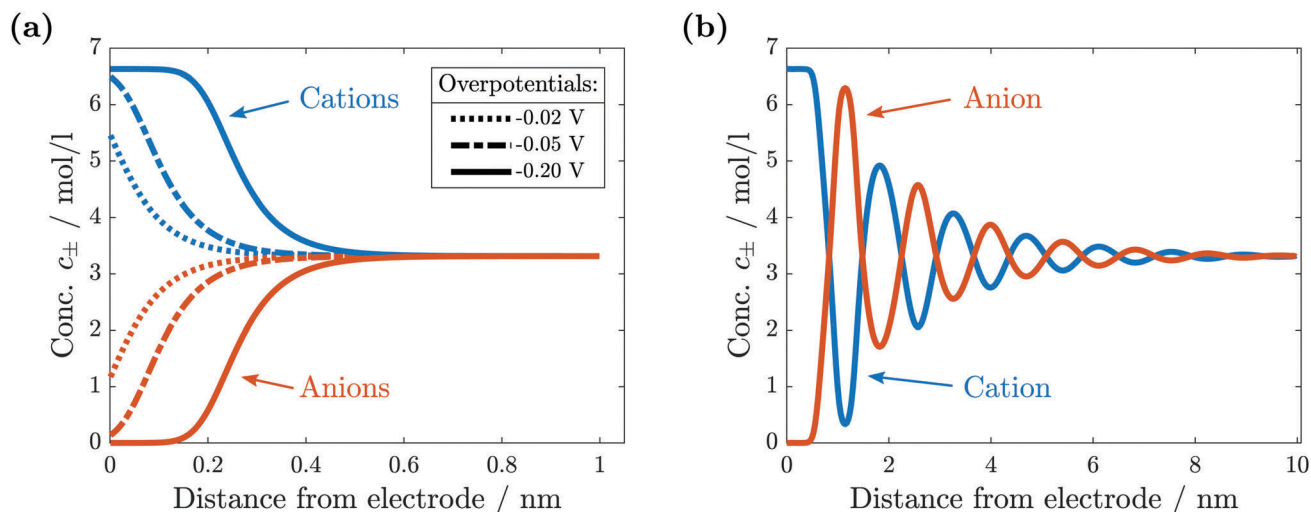 (a)
7
6
5
4
3
2
1
0
Conc. c± / mol/l
Cations
Anions
Overpotentials:
-0.02 V
-0.05 V
-0.20 V
0 0.2 0.4 0.6 0.8 1
Distance from electrode / nm
(b)
7
6
5
4
3
2
1
0
Conc. c± / mol/l
Anion
Cation
0 2 4 6 8 10
Distance from electrode / nm